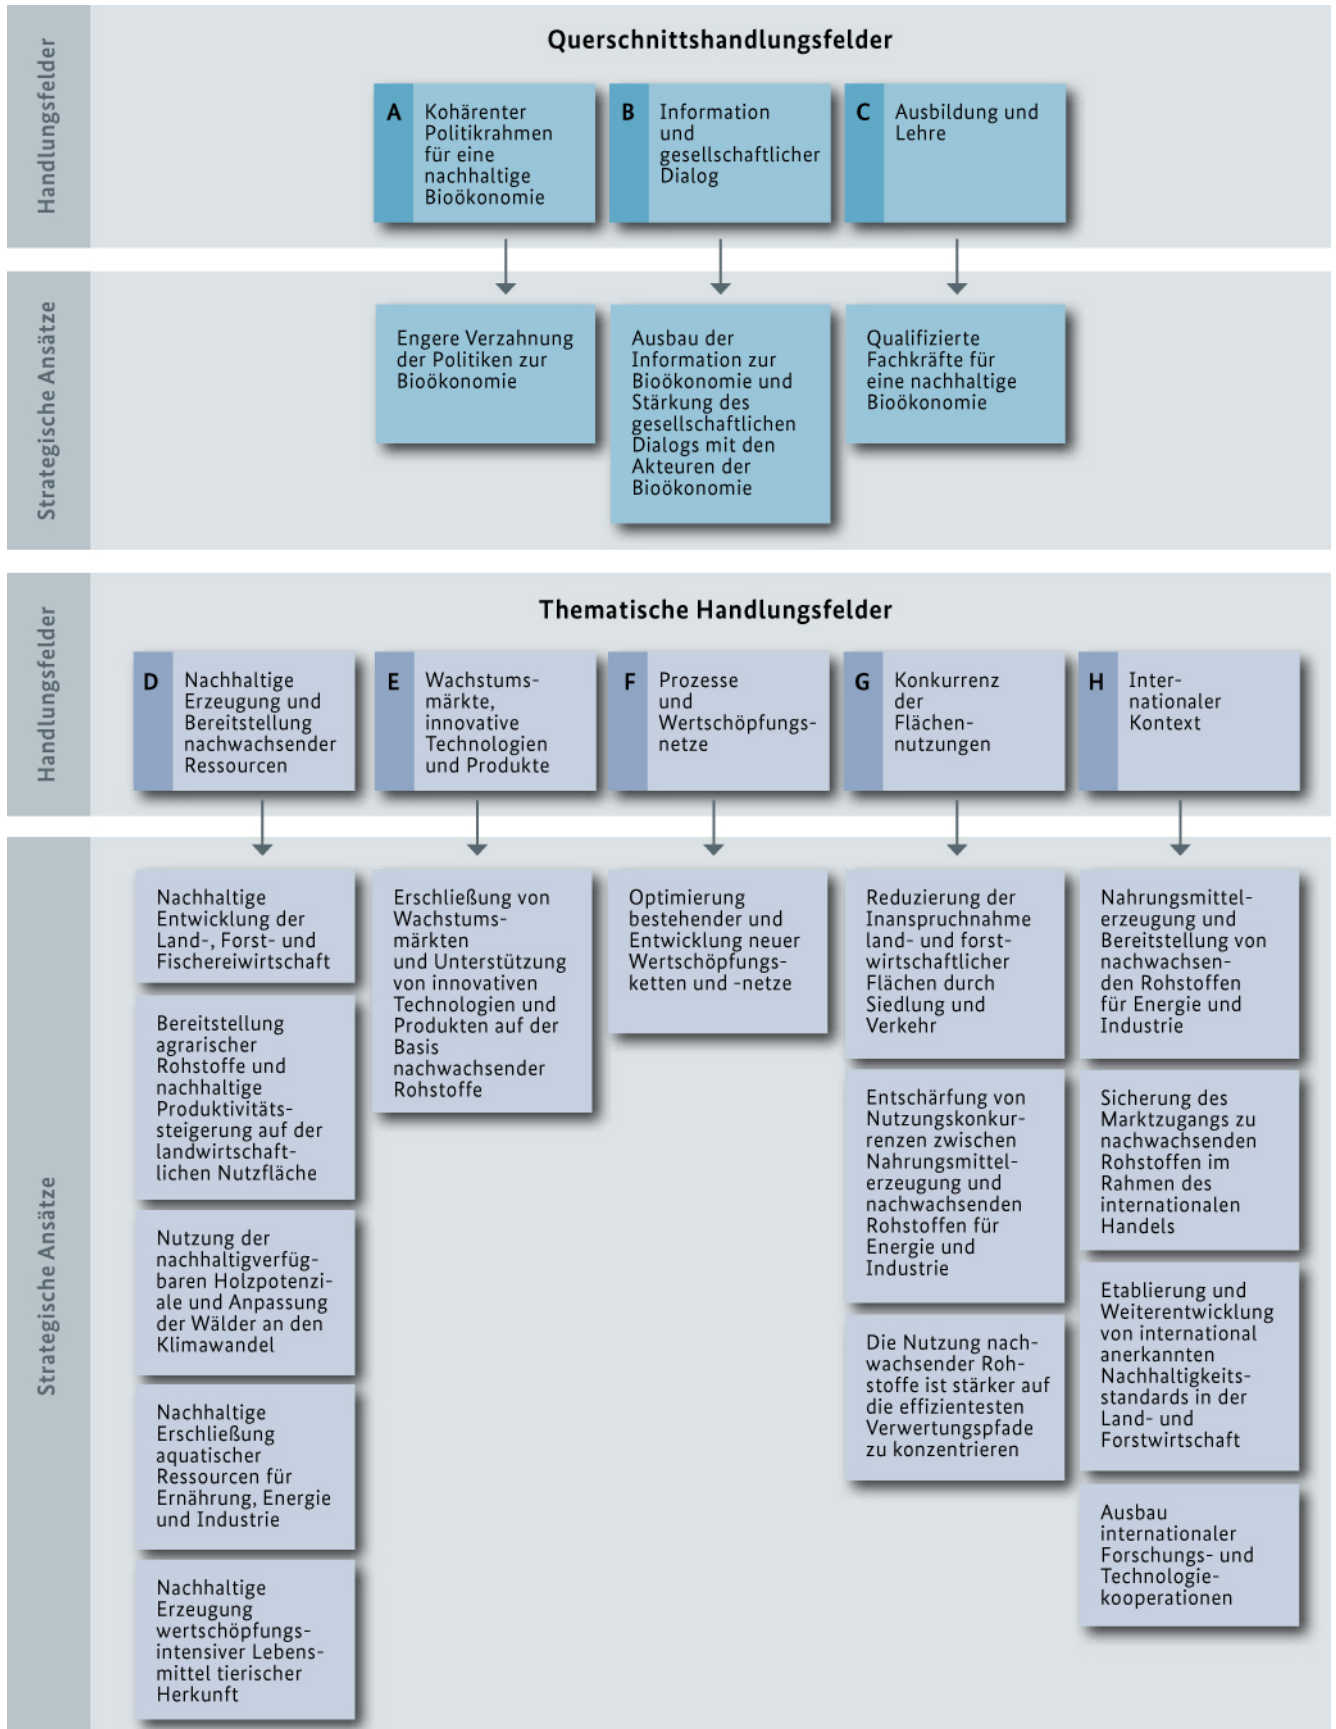 Handlungsfelder
Querschnittshandlungsfelder
A
Kohärenter
Politikrahmen
für eine
nachhaltige
Bioökonomie
B
Information
und
gesellschaftlicher
Dialog
C
Ausbildung und
Lehre
Strategische Ansätze
Engere Verzahnung
der Politiken zur
Bioökonomie
Ausbau der
Information zur
Bioökonomie und
Stärkung des
gesellschaftlichen
Dialogs mit den
Akteuren der
Bioökonomie
Qualifizierte
Fachkräfte für
eine nachhaltige
Bioökonomie
Handlungsfelder
Thematische Handlungsfelder
D
Nachhaltige
Erzeugung und
Bereitstellung
nachwachsender
Ressourcen
E
Wachstums-
märkte,
innovative
Technologien
und Produkte
F
Prozesse
und
Wertschöpfungs-
netze
G
Konkurrenz
der
Flächen-
nutzungen
H
Inter-
nationaler
Kontext
Strategische Ansätze
Nachhaltige
Entwicklung der
Land-, Forst- und
Fischereiwirtschaft
Bereitstellung
agrarischer
Rohstoffe und
nachhaltige
Produktivitäts-
steigerung auf der
landwirtschaft-
lichen Nutzfläche
Nutzung der
nachhaltigverfüg-
baren Holzpotenzi-
ale und Anpassung
der Wälder an den
Klimawandel
Nachhaltige
Erschließung
aquatischer
Ressourcen für
Ernährung, Energie
und Industrie
Nachhaltige
Erzeugung
wertschöpfungs-
intensiver Lebens-
mittel tierischer
Herkunft
Erschließung von
Wachstums-
märkten
und Unterstützung
von innovativen
Technologien und
Produkten auf der
Basis
nachwachsender
Rohstoffe
Optimierung
bestehender und
Entwicklung neuer
Wertschöpfungs-
ketten und -netze
Reduzierung der
Inanspruchnahme
land- und forst-
wirtschaftlicher
Flächen durch
Siedlung und
Verkehr
Entschärfung von
Nutzungskonkur-
renzen zwischen
Nahrungsmittel-
erzeugung und
nachwachsenden
Rohstoffen für
Energie und
Industrie
Die Nutzung nach-
wachsender Roh-
stoffe ist stärker auf
die effizientesten
Verwertungspfade
zu konzentrieren
Nahrungsmittel-
erzeugung und
Bereitstellung von
nachwachsen-
den Rohstoffen
für Energie und
Industrie
Sicherung des
Marktzugangs zu
nachwachsenden
Rohstoffen im
Rahmen des
internationalen
Handels
Etablierung und
Weiterentwicklung
von international
anerkannten
Nachhaltigkeits-
standards in der
Land- und
Forstwirtschaft
Ausbau
internationaler
Forschungs- und
Technologie-
kooperationen